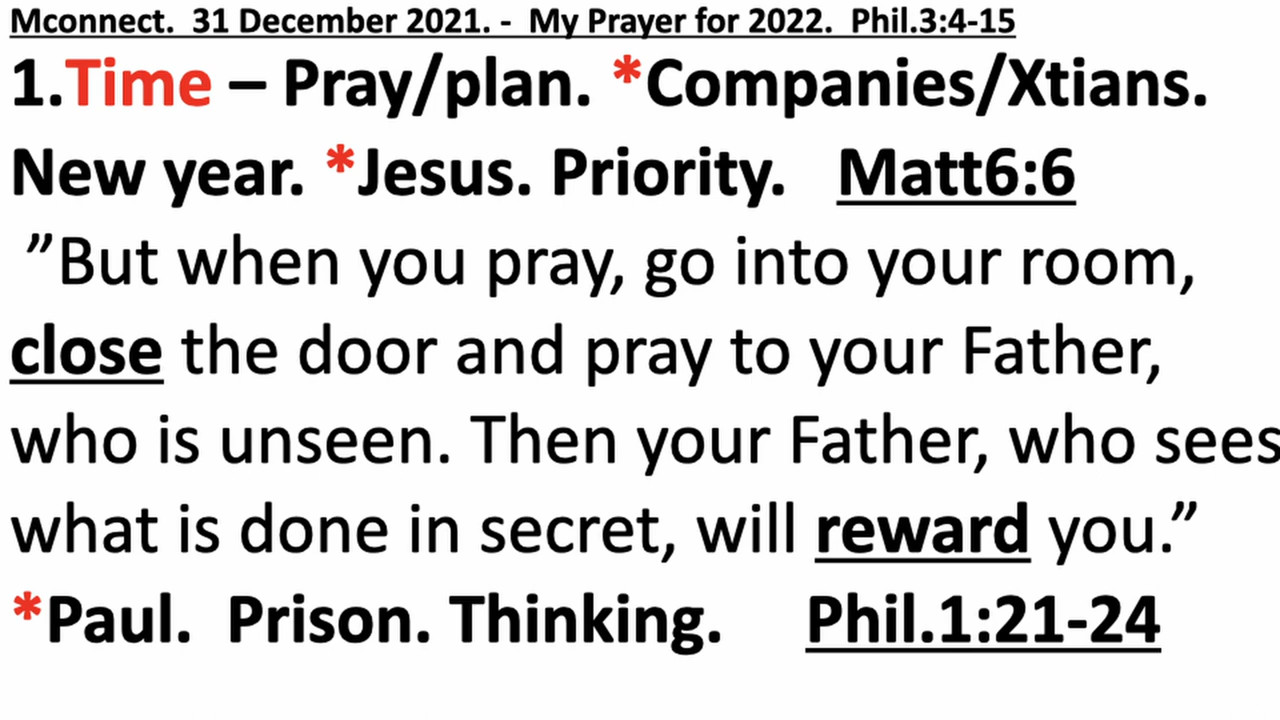 Mconnect.  31 December 2021. -  My Prayer for 2022.  Phil.3:4-15
1.Time – Pray/plan. *Companies/Xtians.
New year. *Jesus. Priority.   Matt6:6
”But when you pray, go into your room,
close the door and pray to your Father,
who is unseen. Then your Father, who sees
what is done in secret, will reward you.”
*Paul.  Prison. Thinking.    Phil.1:21-24